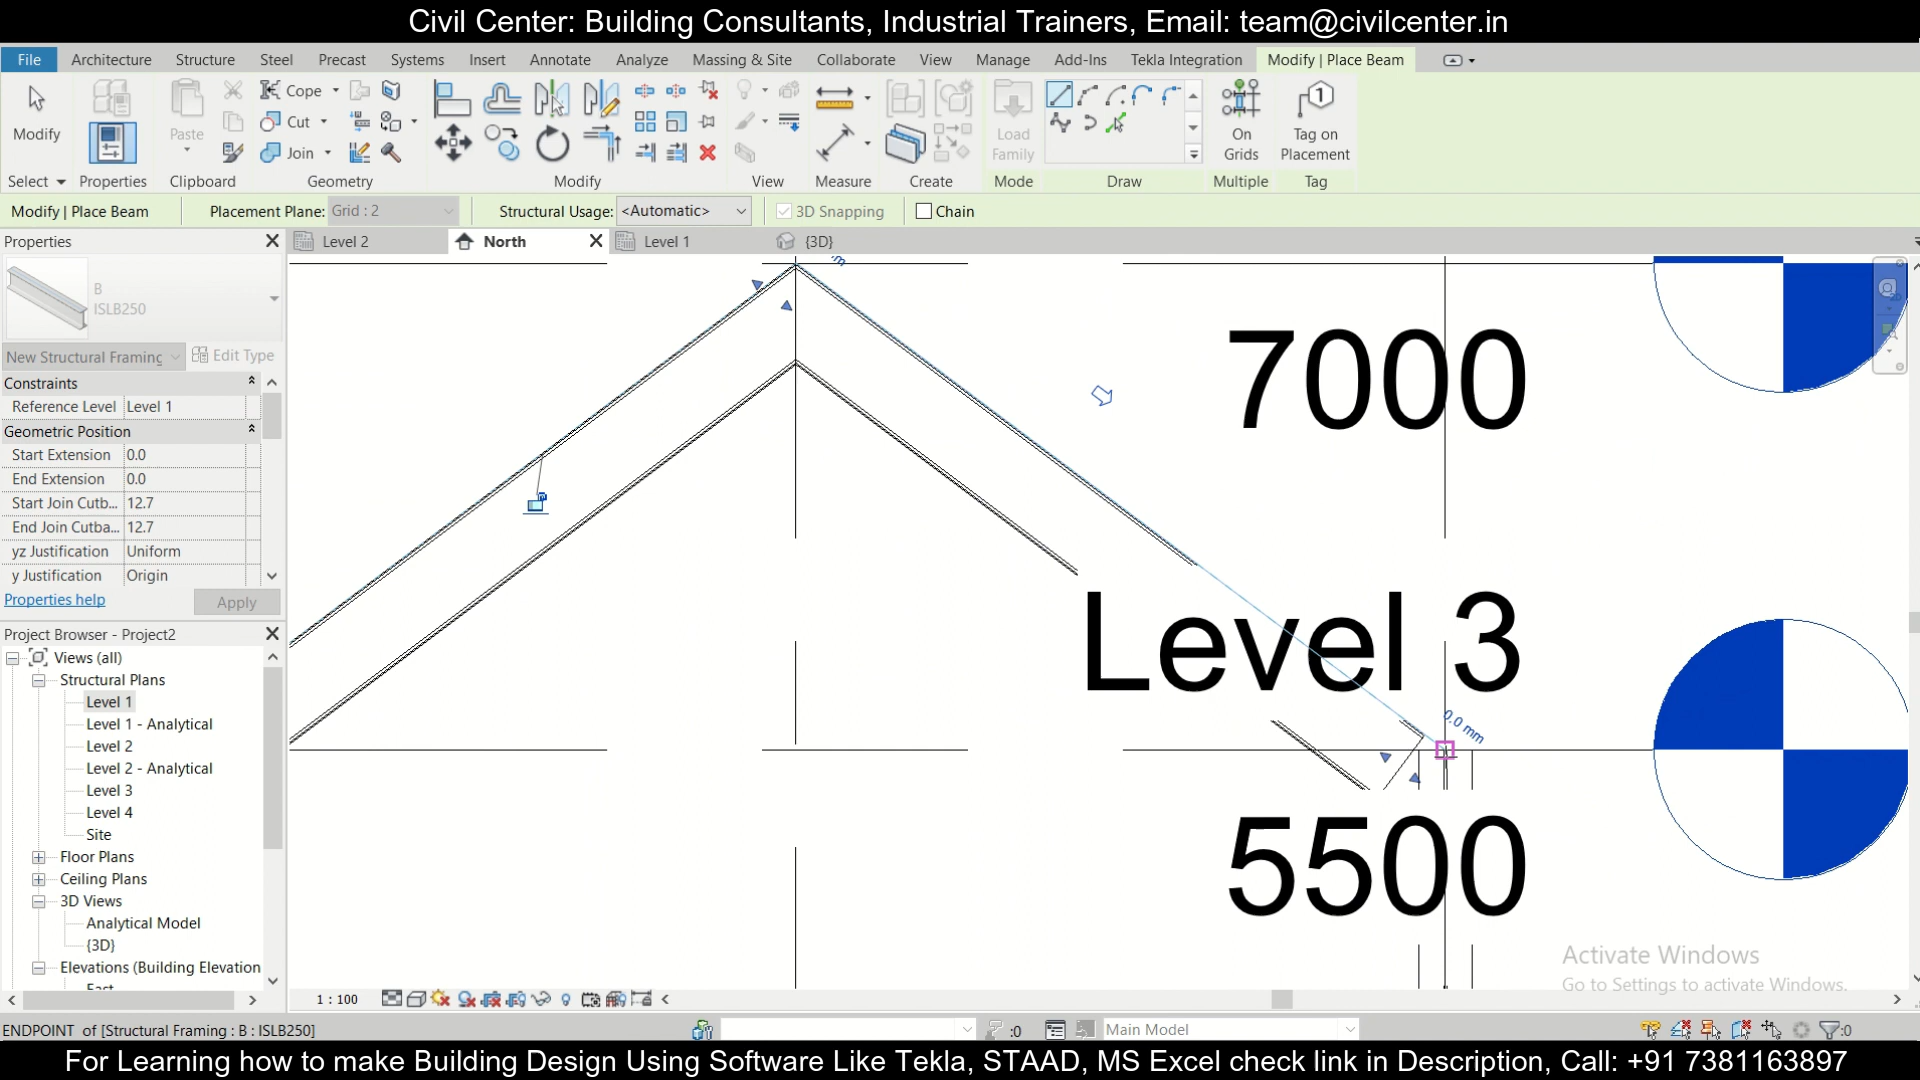 Civil Center: Building Consultants, Industrial Trainers, Email: team@civilcenter.in
File Architecture Structure Steel Precast Systems Insert Annotate Analyze Massing & Site Collaborate View Manage Add-Ins Tekla Integration Modify | Place Beam
Modify
Paste
Cope
Cut
Join
Load Family
On Grids
1
Tag on Placement
Select Properties Clipboard Geometry Modify View Measure Create Mode Draw Multiple Tag
Modify | Place Beam Placement Plane: Grid : 2 Structural Usage: <Automatic> 3D Snapping Chain
Properties
Level 2 North Level 1 {3D}
B
ISLB250
New Structural Framing Edit Type
Constraints
Reference Level Level 1
Geometric Position
Start Extension 0.0
End Extension 0.0
Start Join Cutb... 12.7
End Join Cutba... 12.7
yz Justification Uniform
y Justification Origin
Properties help Apply
Project Browser - Project2
Views (all)
Structural Plans
Level 1
Level 1 - Analytical
Level 2
Level 2 - Analytical
Level 3
Level 4
Site
Floor Plans
Ceiling Plans
3D Views
Analytical Model
{3D}
Elevations (Building Elevation
East
7000
Level 3
0.0 mm
5500
Activate Windows
Go to Settings to activate Windows.
1 : 100
ENDPOINT of [Structural Framing : B : ISLB250] :0 Main Model :0
For Learning how to make Building Design Using Software Like Tekla, STAAD, MS Excel check link in Description, Call: +91 7381163897